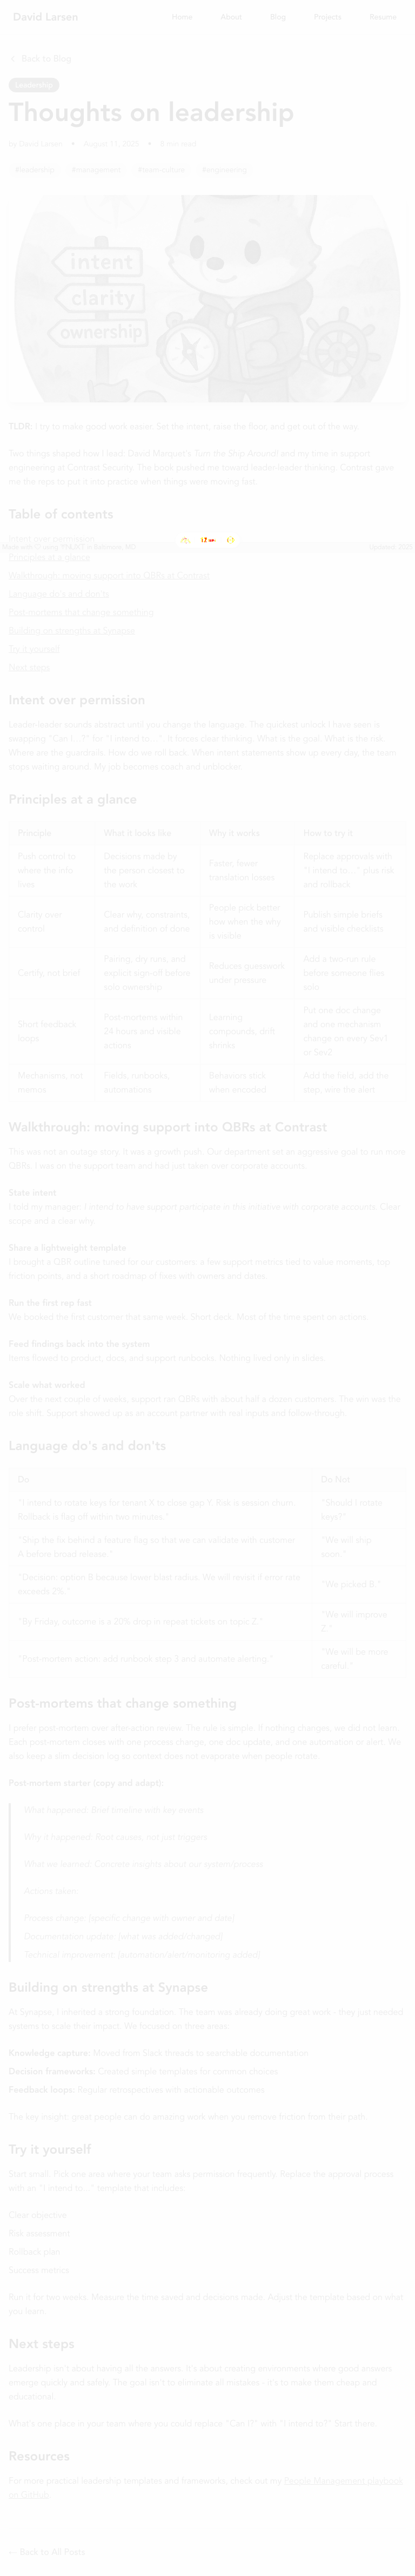 David Larsen
Home About Blog Projects Resume
Back to Blog
Leadership
Thoughts on leadership
by David Larsen • August 11, 2025 • 5 min read
#leadership #management #team-culture #engineering
intent
clarity
ownership
TLDR: I try to make good work easier. Set the intent, raise the floor, and get out of the way.
Two things shaped how I lead: David Marquet's Turn the Ship Around! and my time in support
engineering at Contrast Security. The book pushed me toward leader-leader thinking. Contrast gave
me the reps to put it into practice when things were moving fast.
Table of contents
Intent over permission
Principles at a glance
Walkthrough: moving support into QBRs at Contrast
Language do's and don'ts
Post-mortems that change something
Building on strengths at Synapse
Try it yourself
Next steps
Intent over permission
Leader-leader sounds abstract until you change the language. The quickest unlock I have seen is
swapping "Can I…?" for "I intend to…". It forces clear thinking. What is the goal. What is the risk.
Where are the guardrails. How do we roll back. When intent statements show up every day, the team
stops waiting around. My job becomes coach and unblocker.
Principles at a glance
Principle What it looks like Why it works How to try it
Push control to where the info lives Decisions made by the person closest to the work Faster, fewer translation losses Replace approvals with "I intend to…" plus risk and rollback
Clarity over control Clear why, constraints, and definition of done People pick better how when the why is visible Publish simple briefs and visible checklists
Certify, not brief Pairing, dry runs, and explicit sign-off before solo ownership Reduces guesswork under pressure Add a two-run rule before someone flies solo
Short feedback loops Post-mortems within 24 hours and visible actions Learning compounds, drift shrinks Put one doc change and one mechanism change on every Sev1 or Sev2
Mechanisms, not memos Fields, runbooks, automations Behaviors stick when encoded Add the field, add the step, wire the alert
Walkthrough: moving support into QBRs at Contrast
This was not an outage story. It was a growth push. Our department set an aggressive goal to run more
QBRs. I was on the support team and had just taken over corporate accounts.
State intent
I told my manager: I intend to have support participate in this initiative with corporate accounts. Clear
scope and a clear why.
Share a lightweight template
I brought a QBR outline tuned for our customers: a few support metrics tied to value moments, top
friction points, and a short roadmap of fixes with owners and dates.
Run the first rep fast
We booked the first customer that same week. Short deck. Most of the time spent on actions.
Feed findings back into the system
Items flowed to product, docs, and support runbooks. Nothing lived only in slides.
Scale what worked
Over the next couple of weeks, support ran QBRs with about half a dozen customers. The win was the
role shift. Support showed up as an account partner with real inputs and follow-through.
Language do's and don'ts
Do Do Not
"I intend to rotate keys for tenant X to close gap Y. Risk is session churn. Rollback is flag off within two minutes." "Should I rotate keys?"
"Ship the fix behind a feature flag so that we can validate with customer A before broad release." "We will ship soon."
"Decision: option B because lower blast radius. We will revisit if error rate exceeds 2%." "We picked B."
"By Friday, outcome is a 20% drop in repeat tickets on topic Z." "We will improve Z."
"Post-mortem action: add runbook step 3 and automate alerting." "We will be more careful."
Post-mortems that change something
I prefer post-mortem over after-action review. The rule is simple. If nothing changes, we did not learn.
Each post-mortem closes with one process change, one doc update, and one automation or alert. We
also keep a slim decision log so context does not evaporate when people rotate.
Post-mortem starter (copy and adapt):
What happened: Brief timeline with key events
Why it happened: Root causes, not just triggers
What we learned: Concrete insights about our system/process
Actions taken:
Process change: [specific change with owner and date]
Documentation update: [what was added/changed]
Technical improvement: [automation/alert/monitoring added]
Building on strengths at Synapse
At Synapse, I inherited a strong foundation. The team was already doing great work - they just needed
systems to scale their impact. We focused on three areas:
Knowledge capture: Moved from Slack threads to searchable documentation
Decision frameworks: Created simple templates for common choices
Feedback loops: Regular retrospectives with actionable outcomes
The key insight: great people can do amazing work when you remove friction from their path.
Try it yourself
Start small. Pick one area where your team asks permission frequently. Replace the approval process
with an "I intend to…" template that includes:
Clear objective
Risk assessment
Rollback plan
Success metrics
Run it for two weeks. Measure the time saved and decisions made. Adjust the template based on what
you learn.
Next steps
Leadership isn't about having all the answers. It's about creating environments where good answers
emerge quickly and safely. The goal isn't to eliminate all mistakes - it's to make them cheap and
educational.
What's one place in your team where you could replace "Can I?" with "I intend to?" Start there.
Resources
For more practical leadership templates and frameworks, check out my People Management runbook
on GitHub.
← Back to All Posts